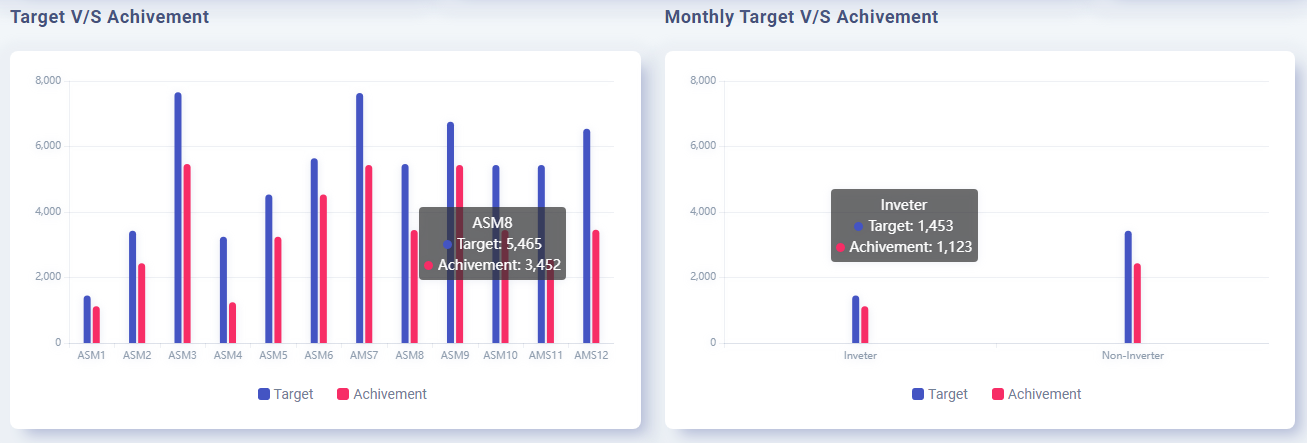 Target V/S Achivement
8,000
6,000
4,000
2,000
0
ASM8
Target: 5,465
Achivement: 3,452
ASM1 ASM2 ASM3 ASM4 ASM5 ASM6 AMS7 ASM8 ASM9 ASM10 AMS11 AMS12
Target Achivement
Monthly Target V/S Achivement
8,000
6,000
4,000
2,000
0
Inveter
Target: 1,453
Achivement: 1,123
Inveter Non-Inverter
Target Achivement